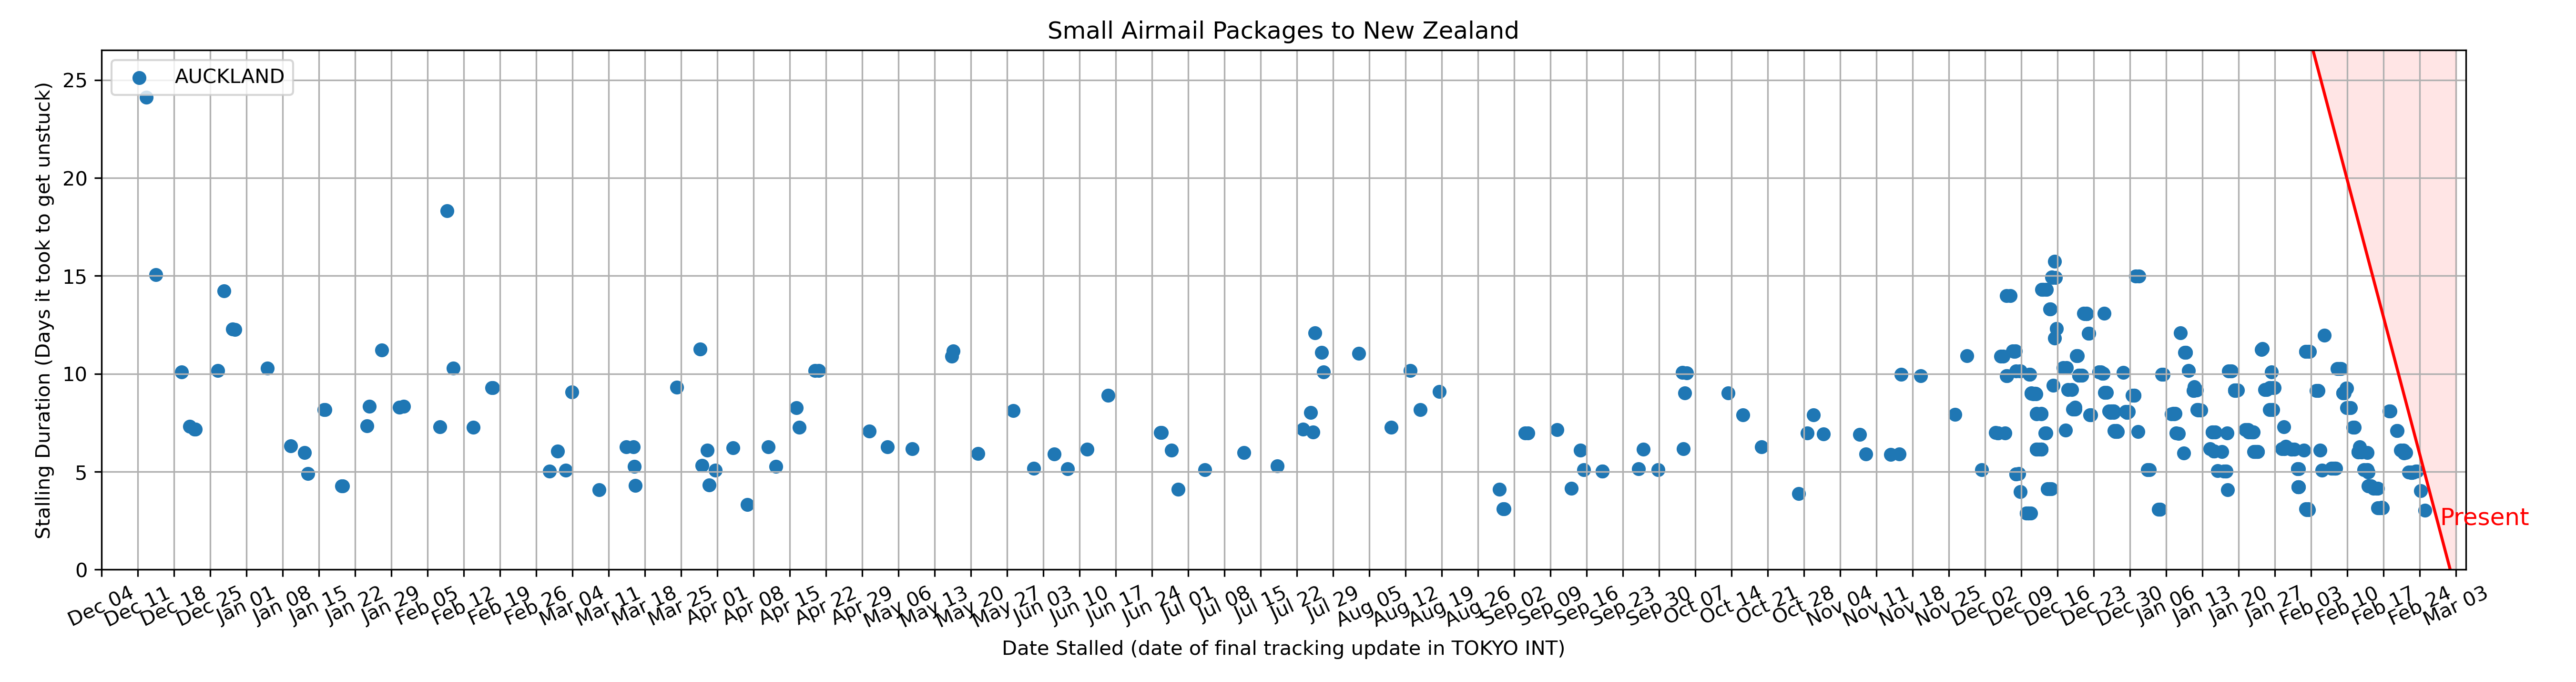 Small Airmail Packages to New Zealand
AUCKLAND
Stalling Duration (Days it took to get unstuck)
25
20
15
10
5
0
Present
Dec 04
Dec 11
Dec 18
Dec 25
Jan 01
Jan 08
Jan 15
Jan 22
Jan 29
Feb 05
Feb 12
Feb 19
Feb 26
Mar 04
Mar 11
Mar 18
Mar 25
Apr 01
Apr 08
Apr 15
Apr 22
Apr 29
May 06
May 13
May 20
May 27
Jun 03
Jun 10
Jun 17
Jun 24
Jul 01
Jul 08
Jul 15
Jul 22
Jul 29
Aug 05
Aug 12
Aug 19
Aug 26
Sep 02
Sep 09
Sep 16
Sep 23
Sep 30
Oct 07
Oct 14
Oct 21
Oct 28
Nov 04
Nov 11
Nov 18
Nov 25
Dec 02
Dec 09
Dec 16
Dec 23
Dec 30
Jan 06
Jan 13
Jan 20
Jan 27
Feb 03
Feb 10
Feb 17
Feb 24
Mar 03
Date Stalled (date of final tracking update in TOKYO INT)